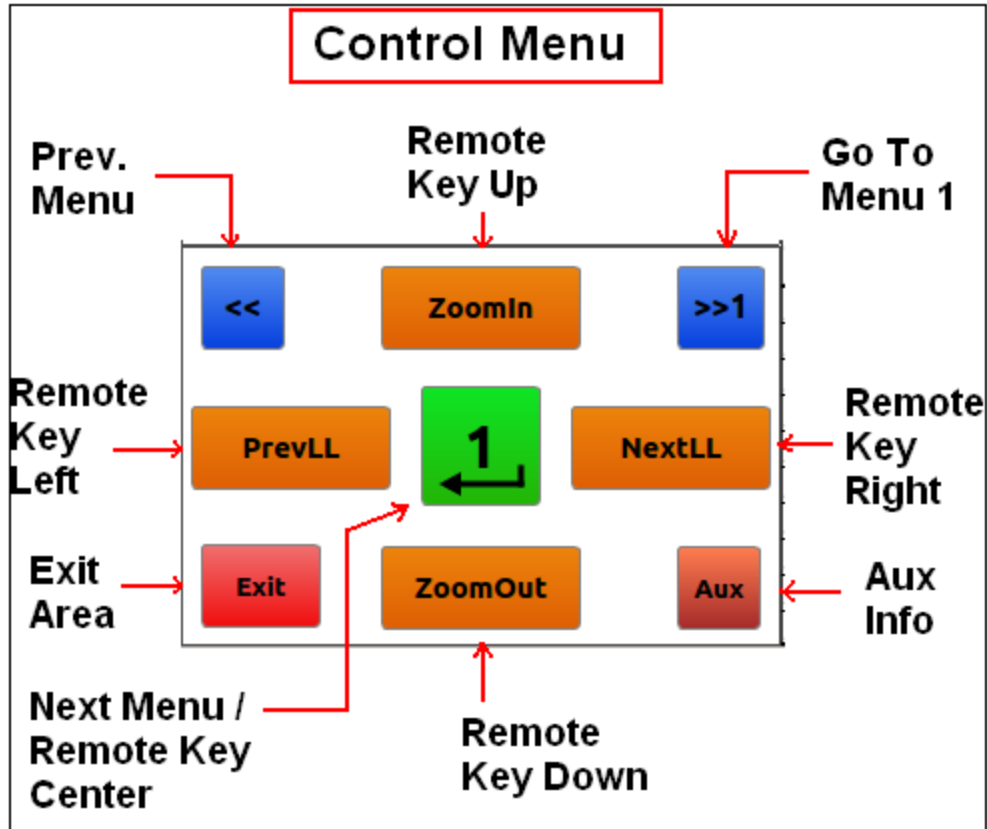 Control Menu
Prev.
Menu
Remote
Key Up
Go To
Menu 1
<<
ZoomIn
>>1
Remote
Key
Left
PrevLL
1
NextLL
Remote
Key
Right
Exit
Area
Exit
ZoomOut
Aux
Aux
Info
Next Menu /
Remote Key
Center
Remote
Key Down